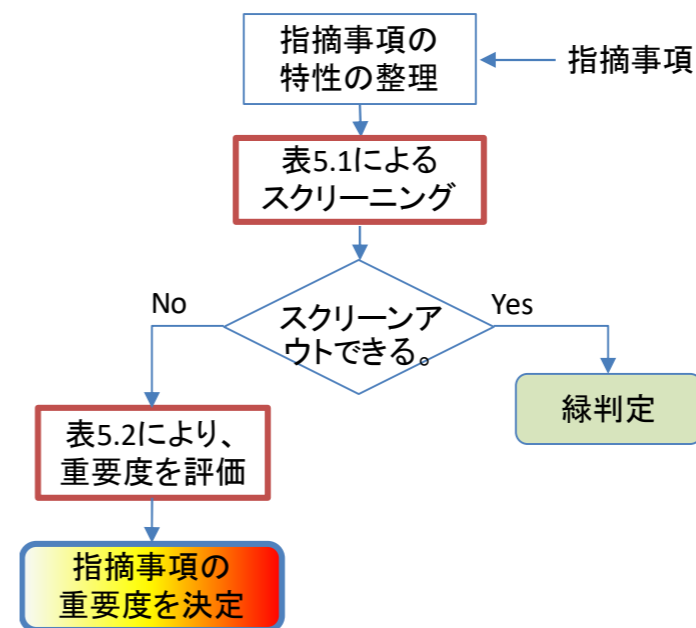 指摘事項の
特性の整理
指摘事項
表5.1による
スクリーニング
No
Yes
スクリーンア
ウトできる。
緑判定
表5.2により、
重要度を評価
指摘事項の
重要度を決定